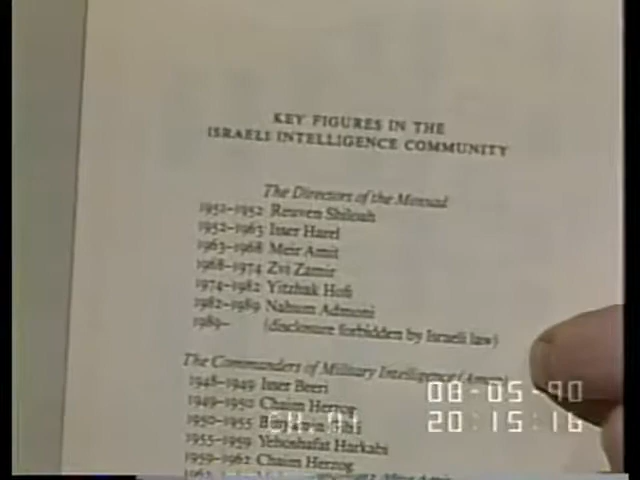 KEY FIGURES IN THE
ISRAELI INTELLIGENCE COMMUNITY
The Directors of the Mossad
1951–1952 Reuven Shiloah
1952–1963 Isser Harel
1963–1968 Meir Amit
1968–1974 Zvi Zamir
1974–1982 Yitzhak Hofi
1982–1989 Nahum Admoni
1989– (disclosure forbidden by Israeli law)
The Commanders of Military Intelligence (Aman)
1948–1949 Isser Beeri
1949–1950 Chaim Herzog
1950–1955
1955–1959 Yehoshafat Harkabi
1959–1962 Chaim Herzog
08-05-90
20:15:16